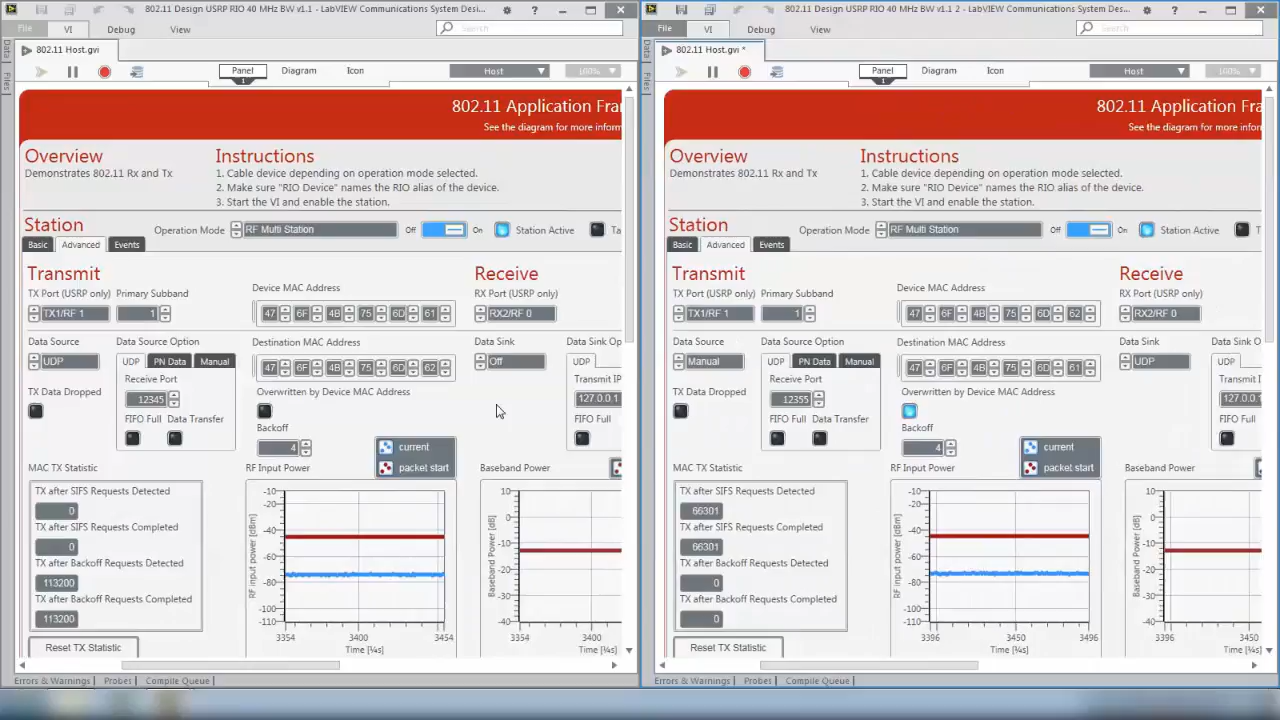 802.11 Design USRP RIO 40 MHz BW v1.1 - LabVIEW Communications System Desi...
File VI Debug View Search
802.11 Host.gvi
Panel Diagram Icon Host 100%
1
Data
Files
802.11 Application Fra
See the diagram for more inform
Overview
Demonstrates 802.11 Rx and Tx
Instructions
1. Cable device depending on operation mode selected.
2. Make sure "RIO Device" names the RIO alias of the device.
3. Start the VI and enable the station.
Station
Operation Mode RF Multi Station Off On Station Active Ta
Basic Advanced Events
Transmit
Receive
TX Port (USRP only) Primary Subband Device MAC Address RX Port (USRP only)
TX1/RF 1 1 47 6F 4B 75 6D 61 RX2/RF 0
Data Source Data Source Option Destination MAC Address Data Sink Data Sink Op
UDP UDP PN Data Manual 47 6F 4B 75 6D 62 Off UDP
TX Data Dropped Receive Port Overwritten by Device MAC Address Transmit IP
12345 127.0.0.1
FIFO Full Data Transfer Backoff FIFO Full
4 current
packet start
MAC TX Statistic RF Input Power Baseband Power
TX after SIFS Requests Detected
0
TX after SIFS Requests Completed
0
TX after Backoff Requests Detected
113200
TX after Backoff Requests Completed
113200
Reset TX Statistic
RF Input power [dBm]
-10
-20
-40
-60
-80
-100
-110
3354 3400 3454
Time [¼s]
Baseband Power [dB]
10
0
-10
-20
-30
-40
3354 3400
Time [¼s]
Errors & Warnings Probes Compile Queue
802.11 Design USRP RIO 40 MHz BW v1.1 2 - LabVIEW Communications System Des...
File VI Debug View Search
802.11 Host.gvi *
Panel Diagram Icon Host 100%
1
Data
Files
802.11 Application Fra
See the diagram for more infor
Overview
Demonstrates 802.11 Rx and Tx
Instructions
1. Cable device depending on operation mode selected.
2. Make sure "RIO Device" names the RIO alias of the device.
3. Start the VI and enable the station.
Station
Operation Mode RF Multi Station Off On Station Active Ta
Basic Advanced Events
Transmit
Receive
TX Port (USRP only) Primary Subband Device MAC Address RX Port (USRP only)
TX1/RF 1 1 47 6F 4B 75 6D 62 RX2/RF 0
Data Source Data Source Option Destination MAC Address Data Sink Data Sink O
Manual UDP PN Data Manual 47 6F 4B 75 6D 61 UDP UDP
TX Data Dropped Receive Port Overwritten by Device MAC Address Transmit I
12355 127.0.0.1
FIFO Full Data Transfer Backoff FIFO Full
4 current
packet start
MAC TX Statistic RF Input Power Baseband Power
TX after SIFS Requests Detected
66301
TX after SIFS Requests Completed
66301
TX after Backoff Requests Detected
0
TX after Backoff Requests Completed
0
Reset TX Statistic
RF Input power [dBm]
-10
-20
-40
-60
-80
-100
-110
3396 3450 3496
Time [¼s]
Baseband Power [dB]
10
0
-10
-20
-30
-40
3396 3450
Time [¼s]
Errors & Warnings Probes Compile Queue